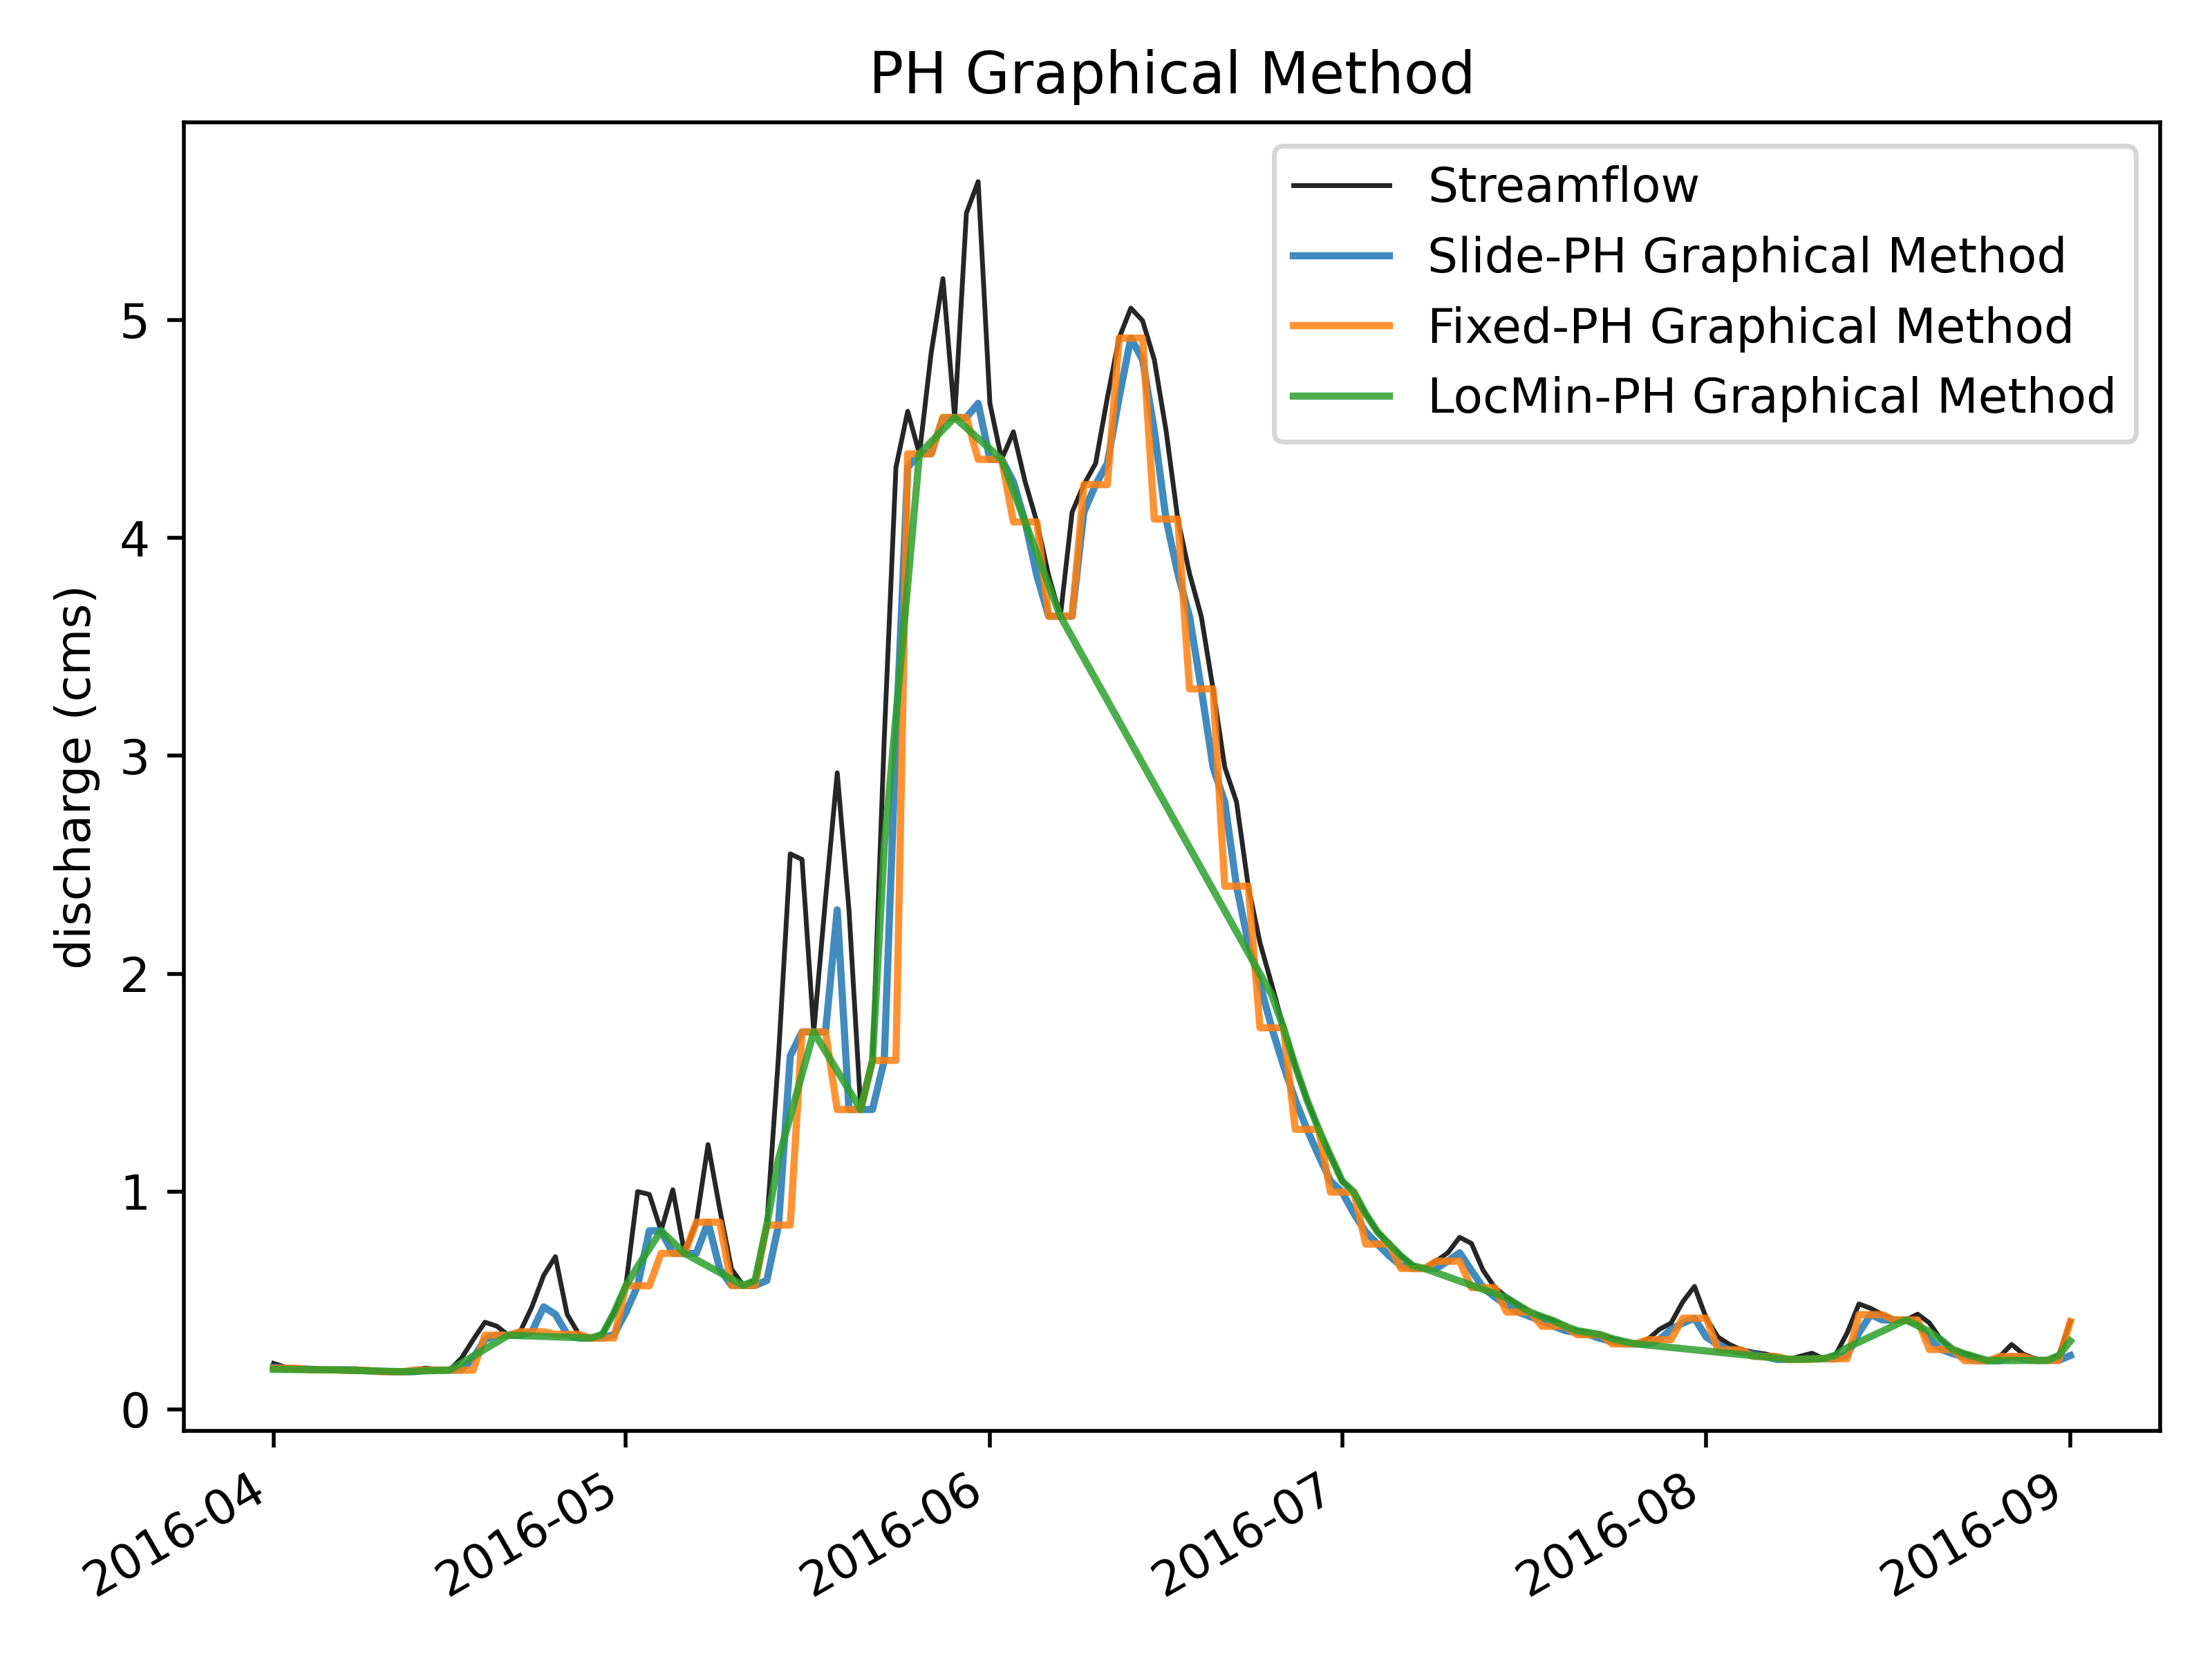 PH Graphical Method
Streamflow
Slide-PH Graphical Method
Fixed-PH Graphical Method
LocMin-PH Graphical Method
discharge (cms)
5
4
3
2
1
0
2016-04
2016-05
2016-06
2016-07
2016-08
2016-09